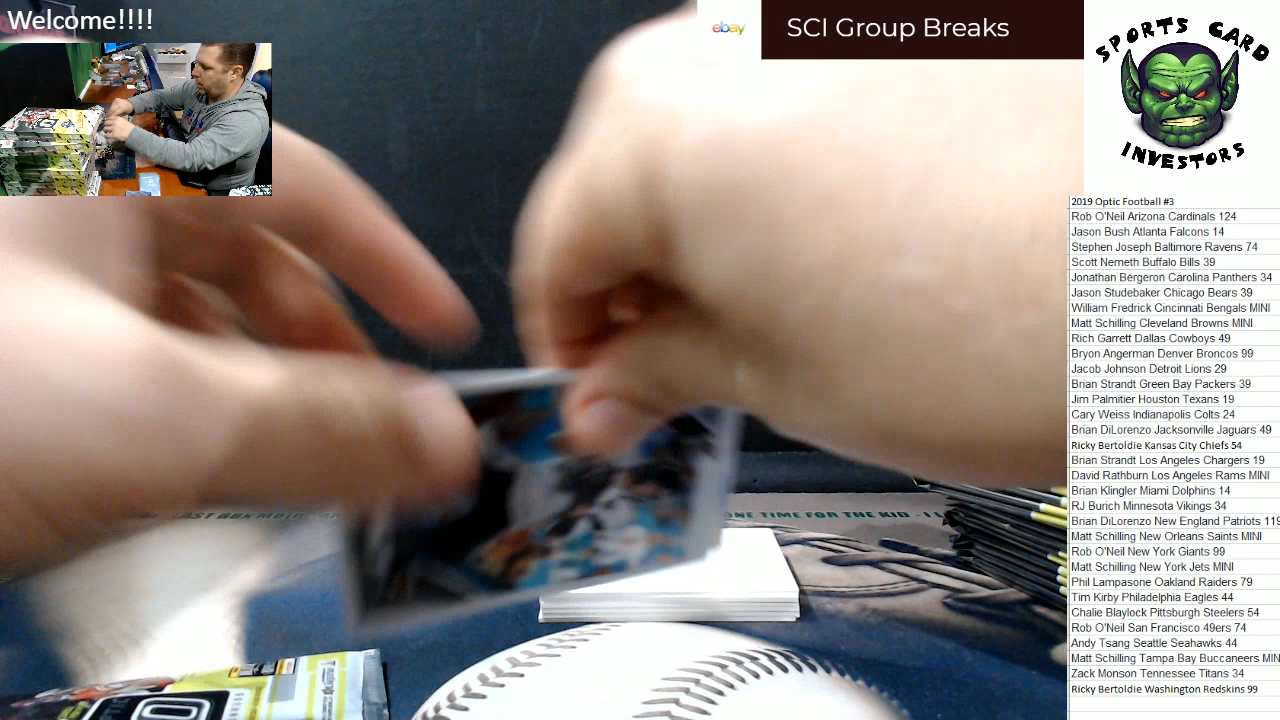 Welcome!!!!
ebay
SCI Group Breaks
SPORTS CARD
INVESTORS
2019 Optic Football #3
Rob O'Neil Arizona Cardinals 124
Jason Bush Atlanta Falcons 14
Stephen Joseph Baltimore Ravens 74
Scott Nemeth Buffalo Bills 39
Jonathan Bergeron Carolina Panthers 34
Jason Studebaker Chicago Bears 39
William Fredrick Cincinnati Bengals MINI
Matt Schilling Cleveland Browns MINI
Rich Garrett Dallas Cowboys 49
Bryon Angerman Denver Broncos 99
Jacob Johnson Detroit Lions 29
Brian Strandt Green Bay Packers 39
Jim Palmitier Houston Texans 19
Cary Weiss Indianapolis Colts 24
Brian DiLorenzo Jacksonville Jaguars 49
Ricky Bertoldie Kansas City Chiefs 54
Brian Strandt Los Angeles Chargers 19
David Rathburn Los Angeles Rams MINI
Brian Klingler Miami Dolphins 14
RJ Burich Minnesota Vikings 34
Brian DiLorenzo New England Patriots 11
Matt Schilling New Orleans Saints MINI
Rob O'Neil New York Giants 99
Matt Schilling New York Jets MINI
Phil Lampasone Oakland Raiders 79
Tim Kirby Philadelphia Eagles 44
Chalie Blaylock Pittsburgh Steelers 54
Rob O'Neil San Francisco 49ers 74
Andy Tsang Seattle Seahawks 44
Matt Schilling Tampa Bay Buccaneers MIN
Zack Monson Tennessee Titans 34
Ricky Bertoldie Washington Redskins 99
ONE TIME FOR THE KID - I